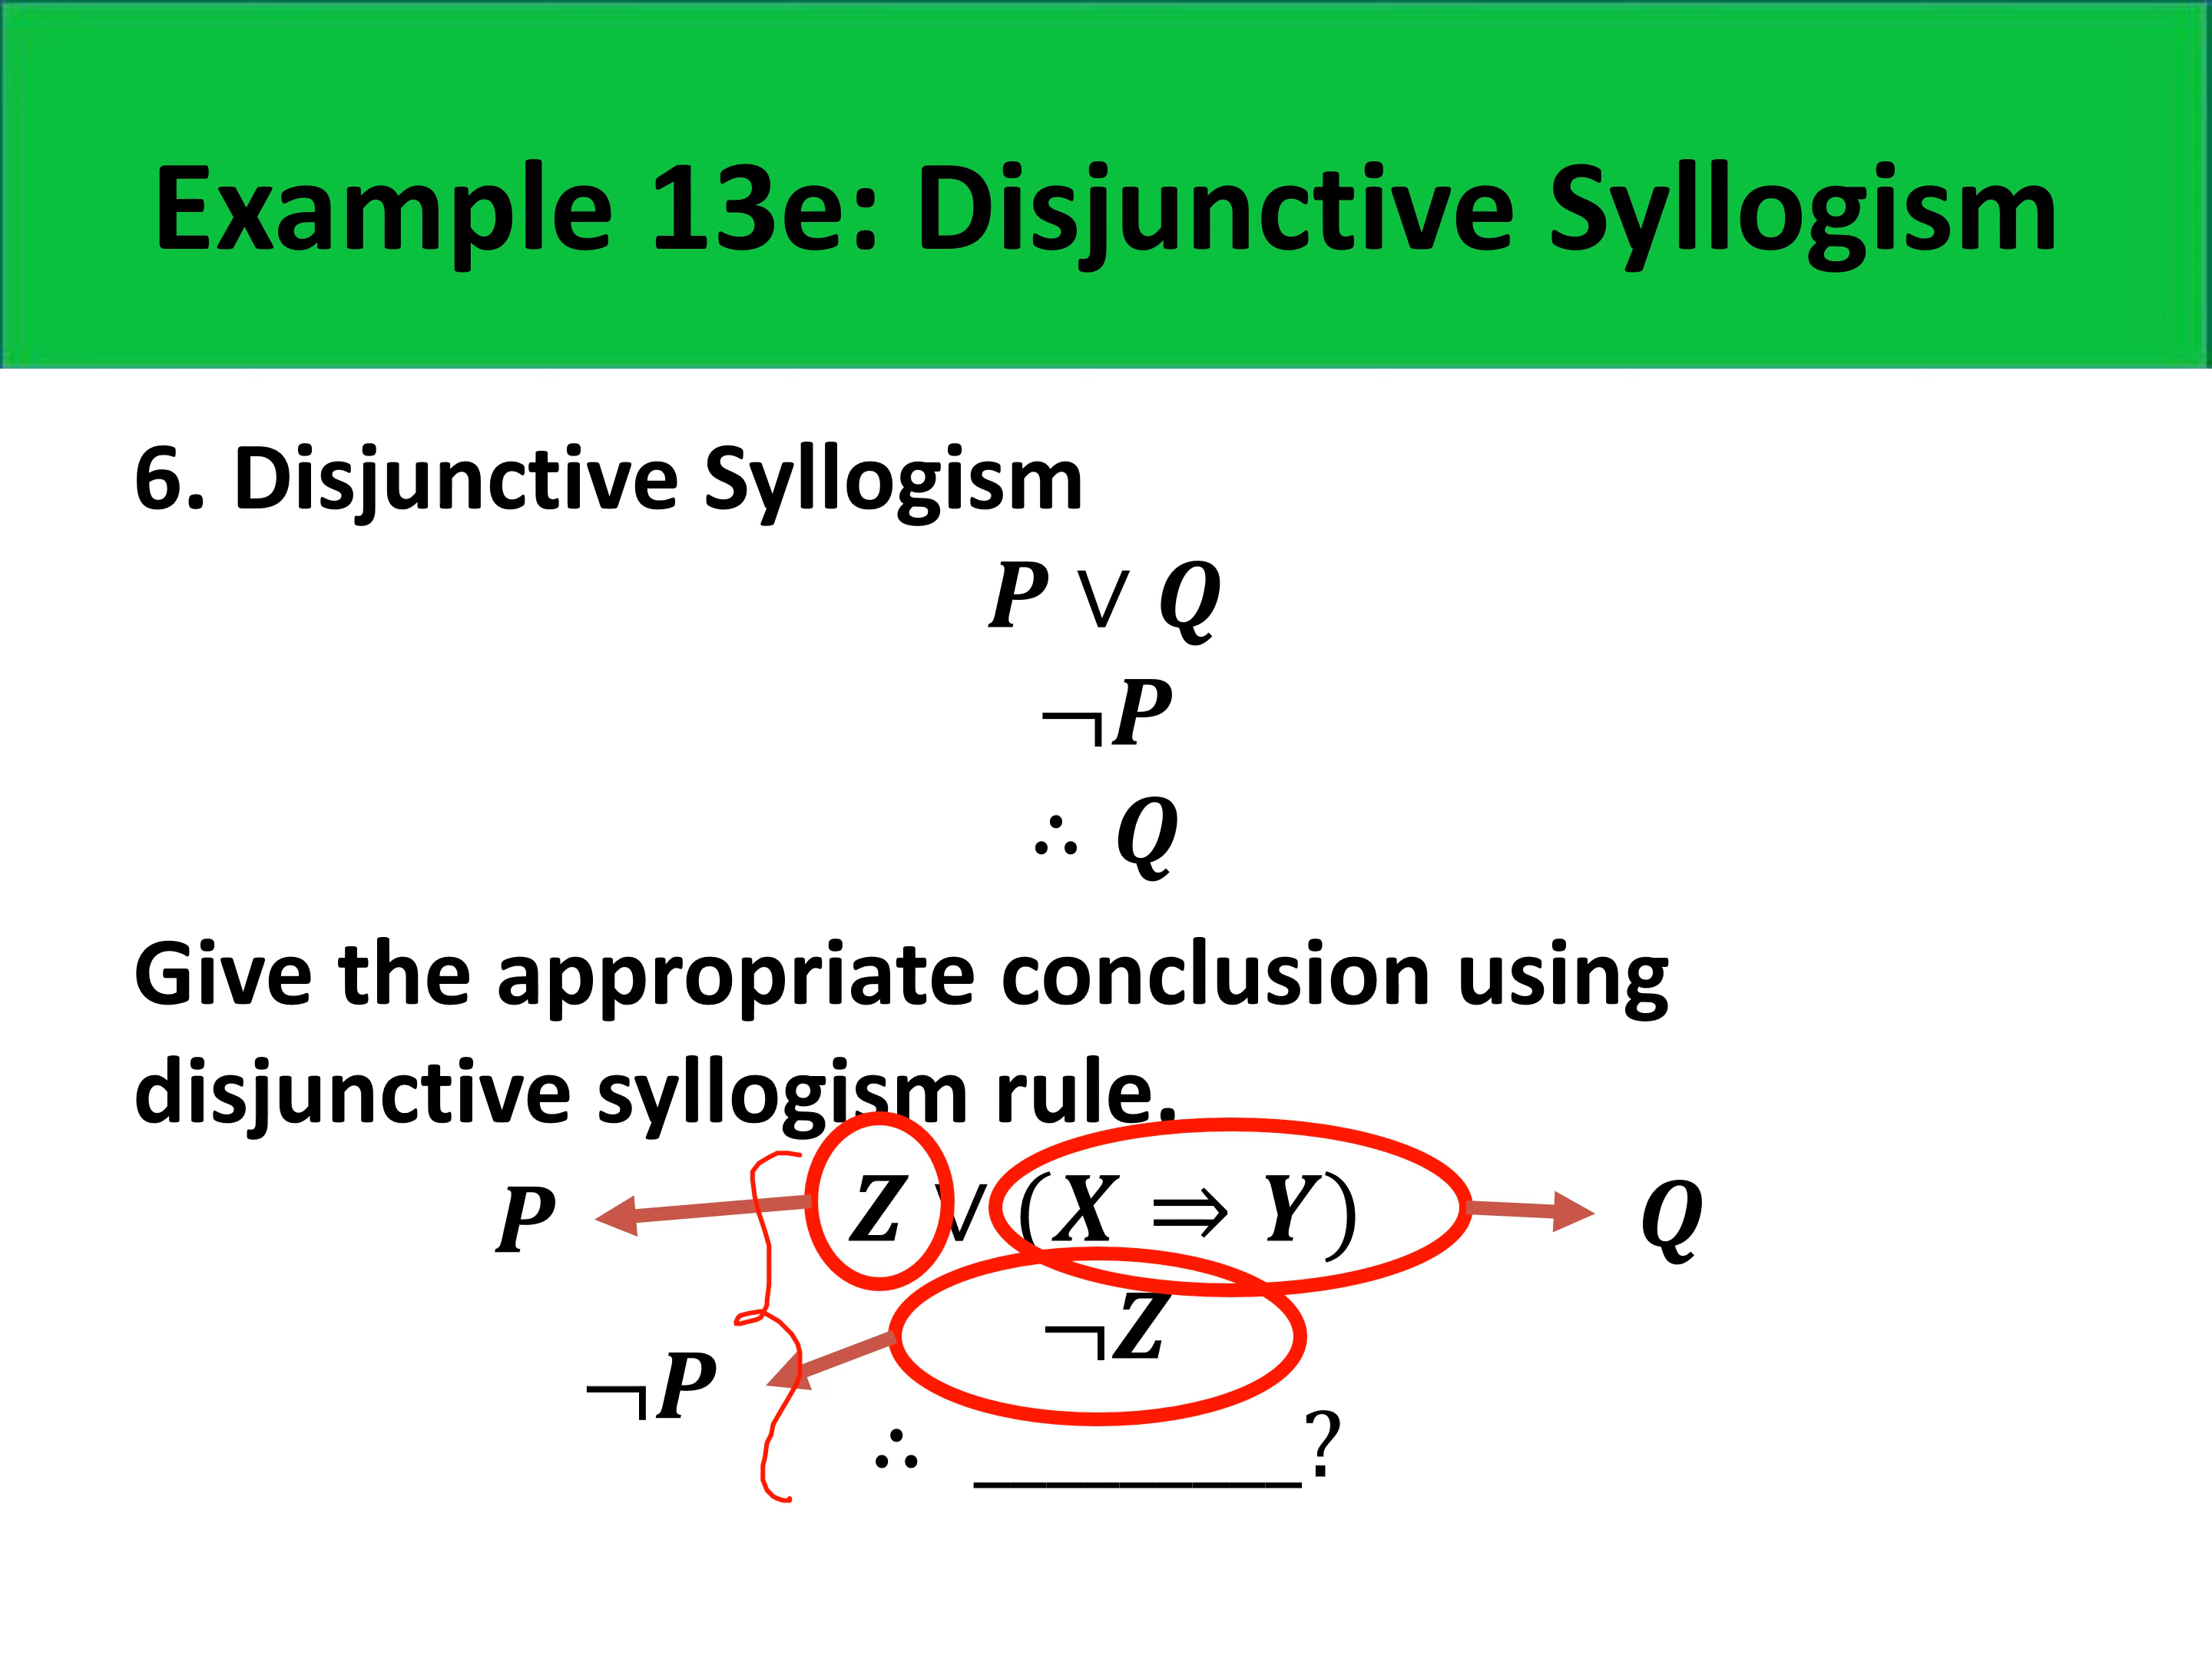 Example 13e: Disjunctive Syllogism
6. Disjunctive Syllogism
P ∨ Q
¬P
∴ Q
Give the appropriate conclusion using
disjunctive syllogism rule.
P Z ∨ (X ⇒ Y) Q
¬Z
¬P
∴ _________?